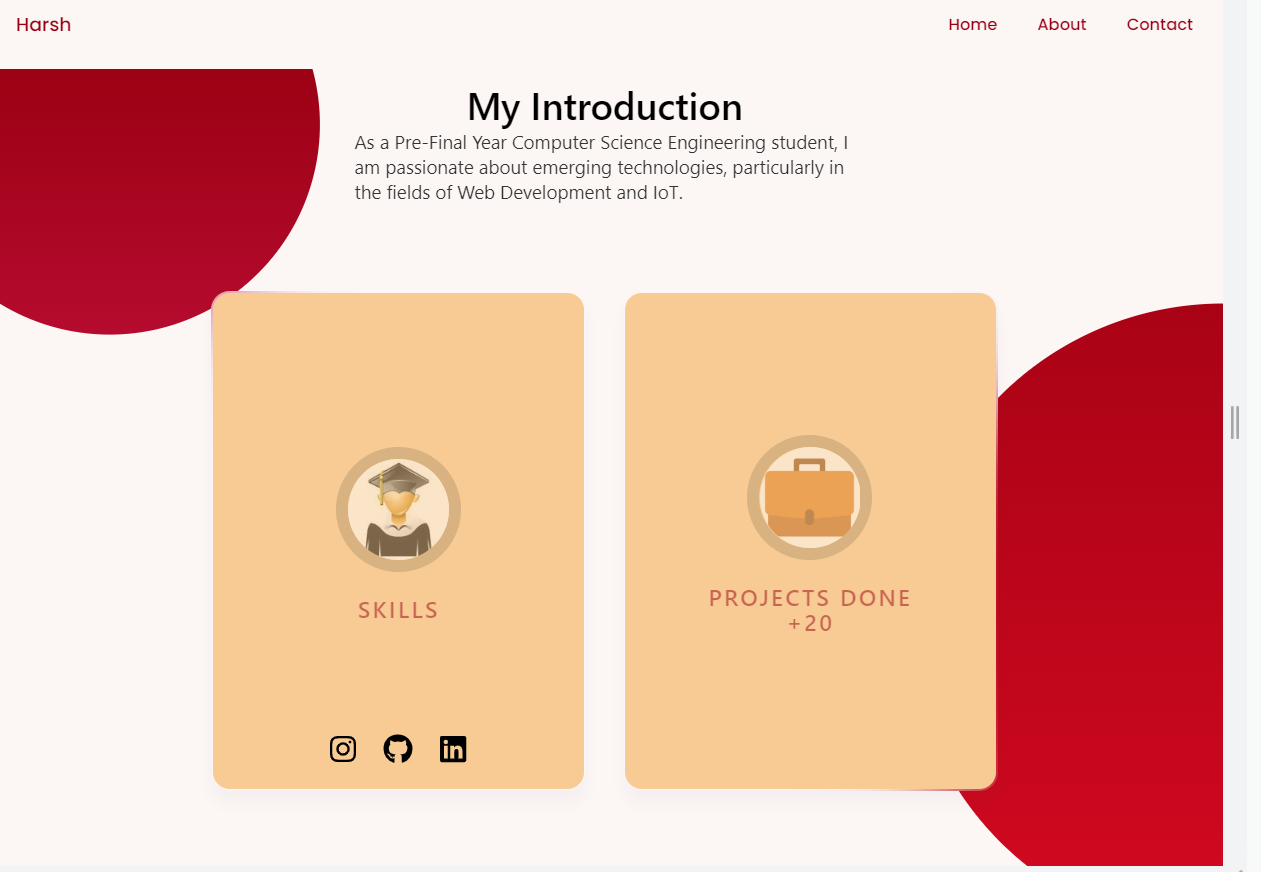 Harsh
Home
About
Contact
My Introduction
As a Pre-Final Year Computer Science Engineering student, I
am passionate about emerging technologies, particularly in
the fields of Web Development and IoT.
SKILLS
PROJECTS DONE
+20
in